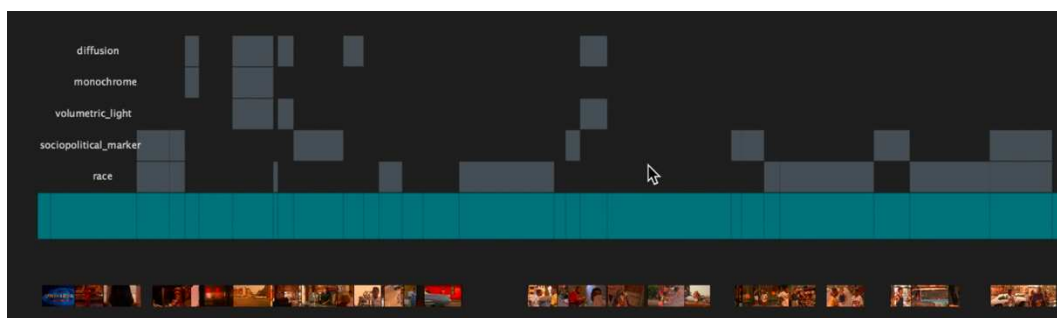 diffusion
monochrome
volumetric_light
sociopolitical_marker
race